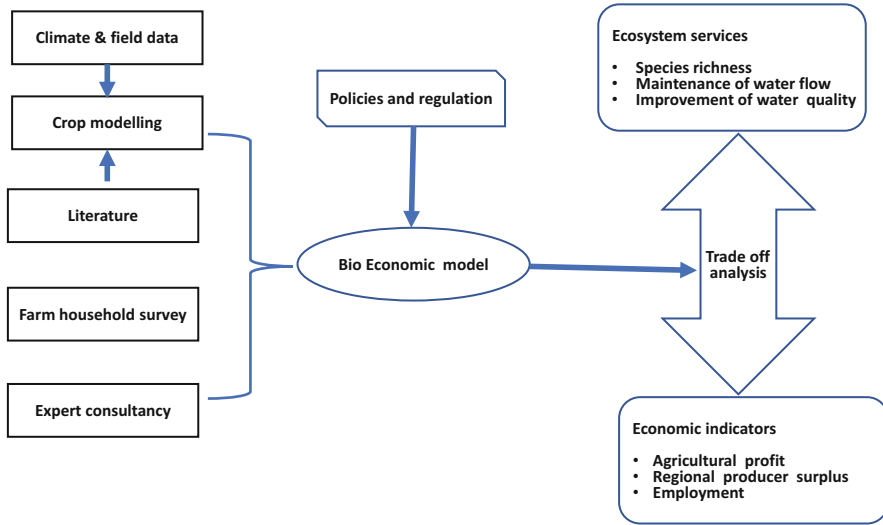 Climate & field data
Crop modelling
Literature
Farm household survey
Expert consultancy
Policies and regulation
Bio Economic model
Trade off
analysis
Ecosystem services
• Species richness
• Maintenance of water flow
• Improvement of water quality
Economic indicators
• Agricultural profit
• Regional producer surplus
• Employment